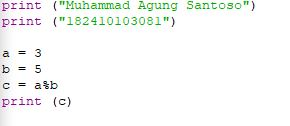 print ("Muhammad Agung Santoso")
print ("182410103081")
a = 3
b = 5
c = a%b
print (c)